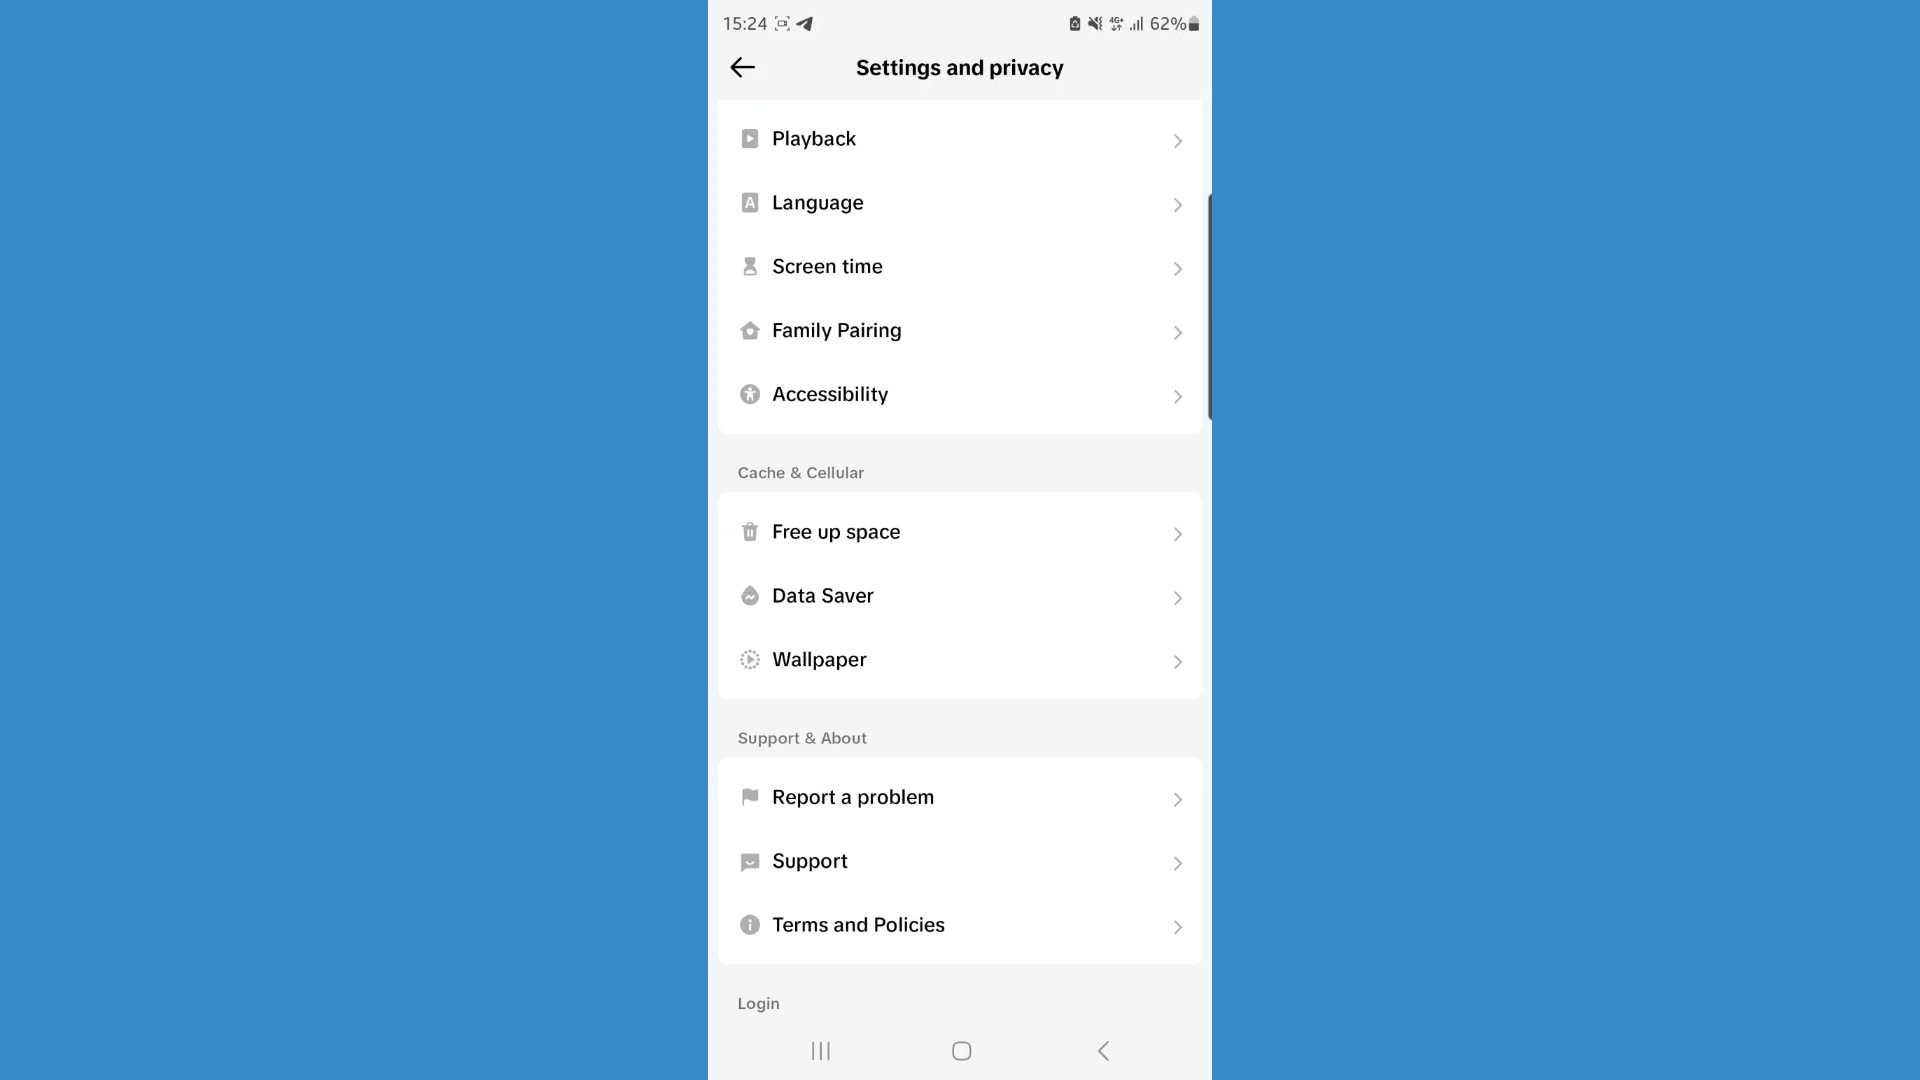 15:24 4G+ 62%
Settings and privacy
Playback
Language
Screen time
Family Pairing
Accessibility
Cache & Cellular
Free up space
Data Saver
Wallpaper
Support & About
Report a problem
Support
Terms and Policies
Login